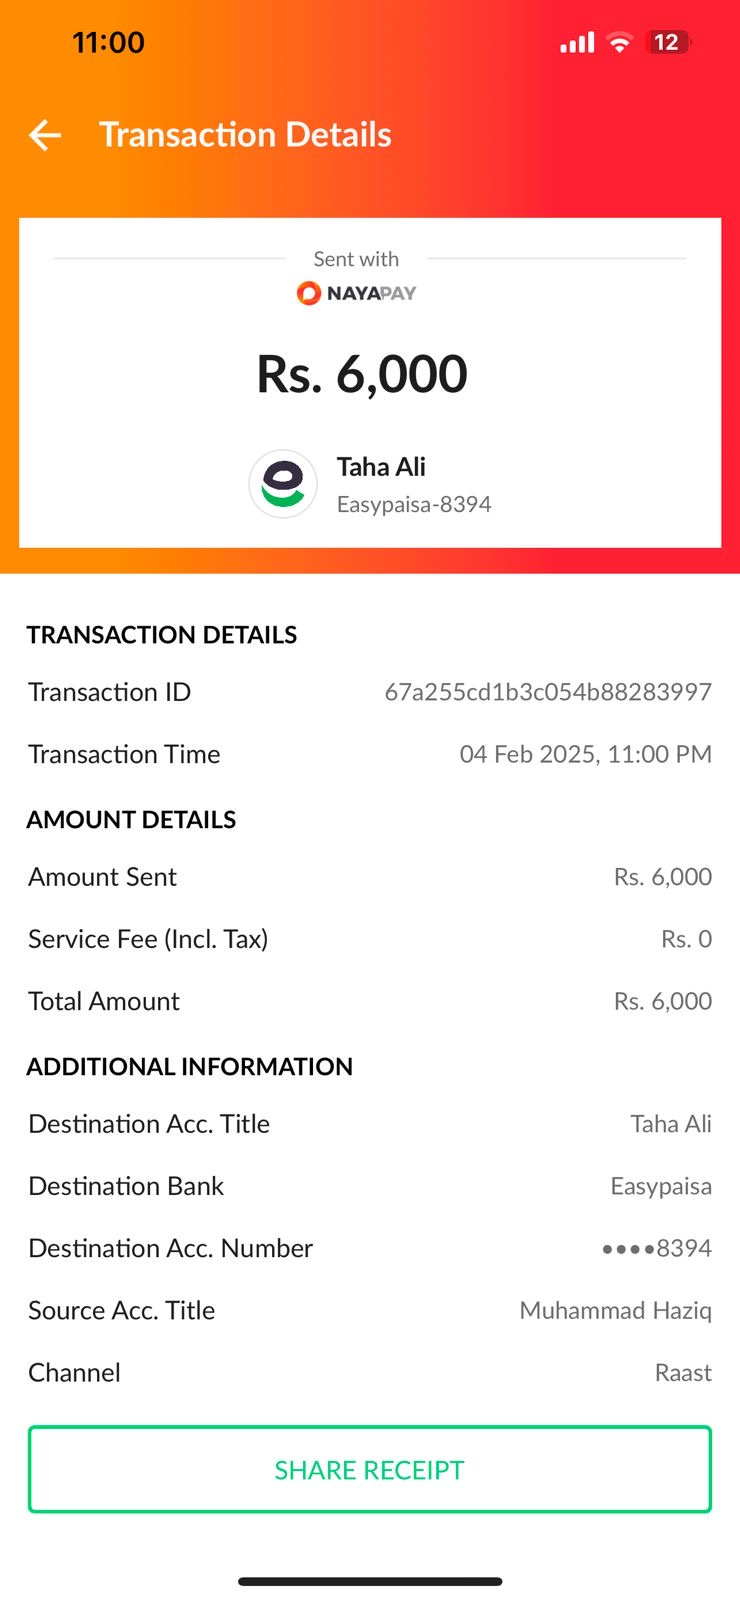 11:00
12
Transaction Details
Sent with
NAYAPAY
Rs. 6,000
Taha Ali
Easypaisa-8394
TRANSACTION DETAILS
Transaction ID 67a255cd1b3c054b88283997
Transaction Time 04 Feb 2025, 11:00 PM
AMOUNT DETAILS
Amount Sent Rs. 6,000
Service Fee (Incl. Tax) Rs. 0
Total Amount Rs. 6,000
ADDITIONAL INFORMATION
Destination Acc. Title Taha Ali
Destination Bank Easypaisa
Destination Acc. Number ••••8394
Source Acc. Title Muhammad Haziq
Channel Raast
SHARE RECEIPT